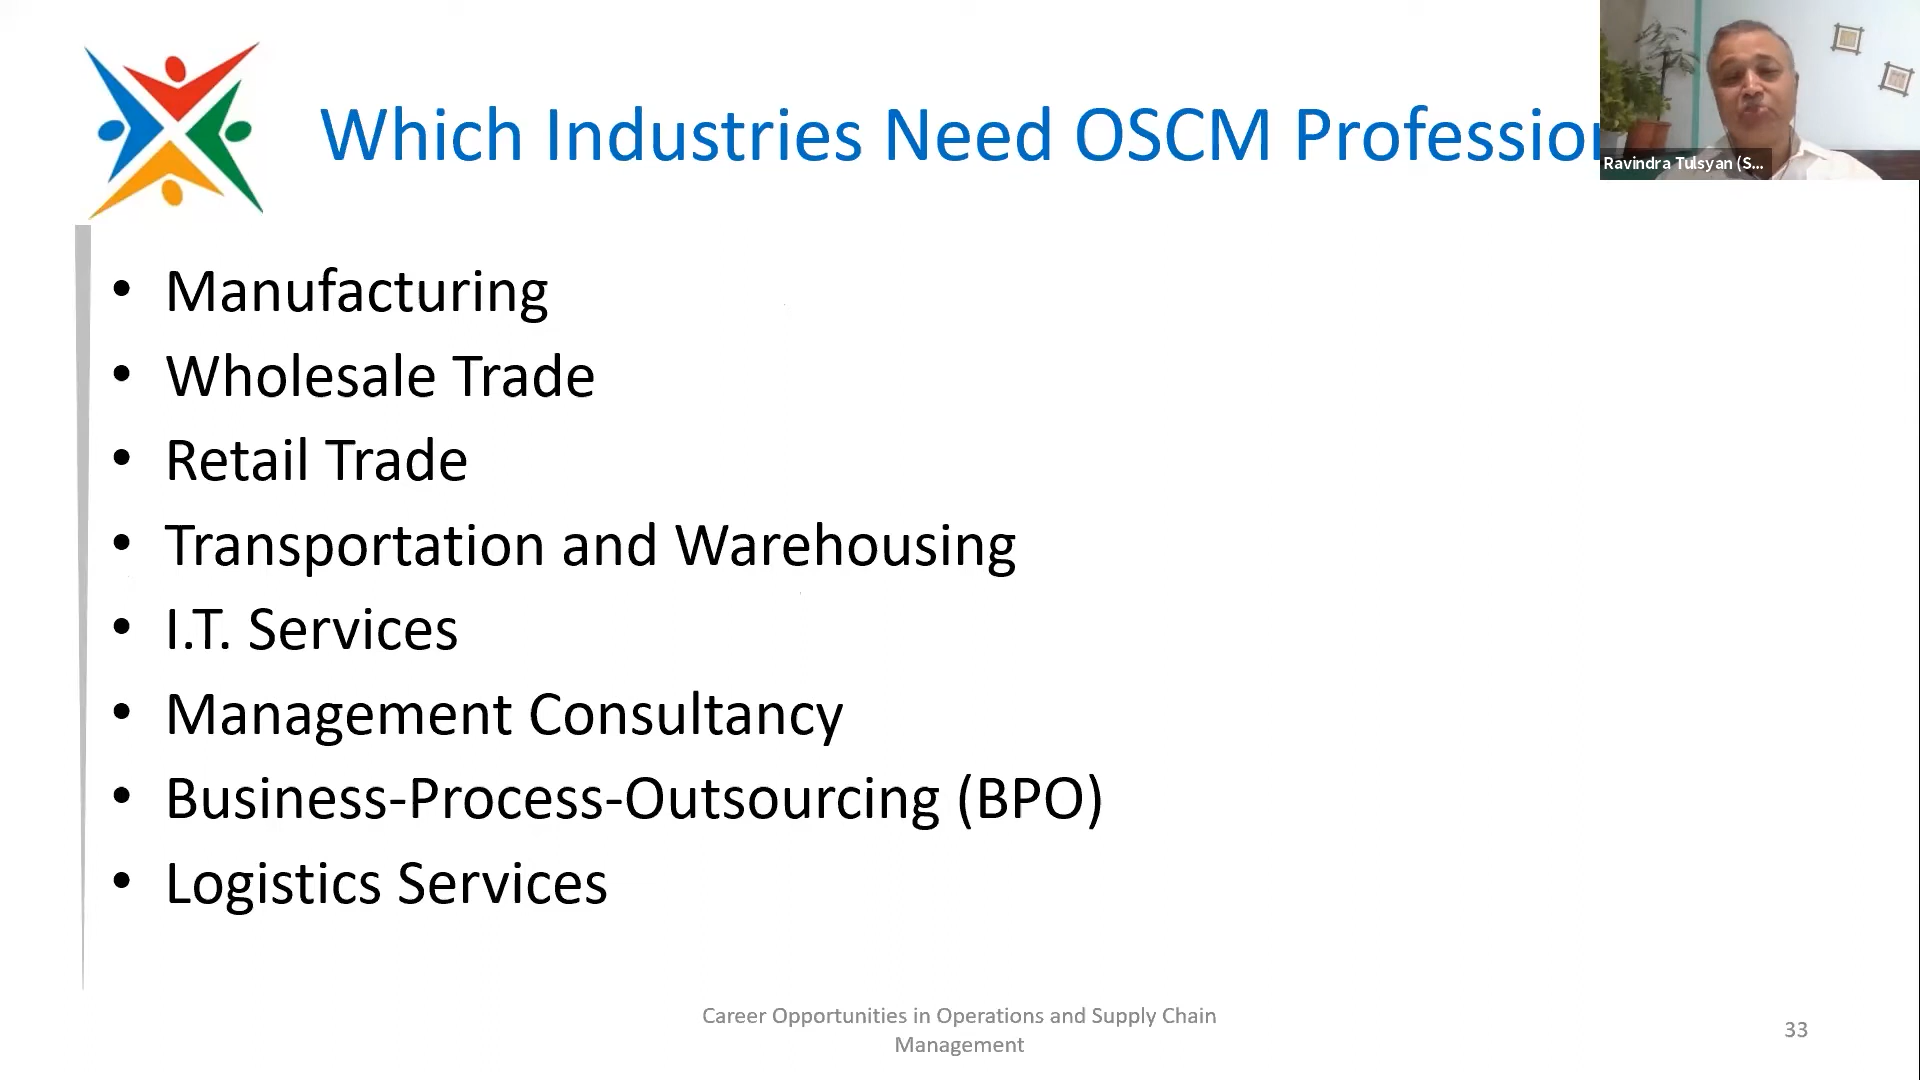 Which Industries Need OSCM Profession
Ravindra Tulsyan (S...
• Manufacturing
• Wholesale Trade
• Retail Trade
• Transportation and Warehousing
• I.T. Services
• Management Consultancy
• Business-Process-Outsourcing (BPO)
• Logistics Services
Career Opportunities in Operations and Supply Chain
Management
33